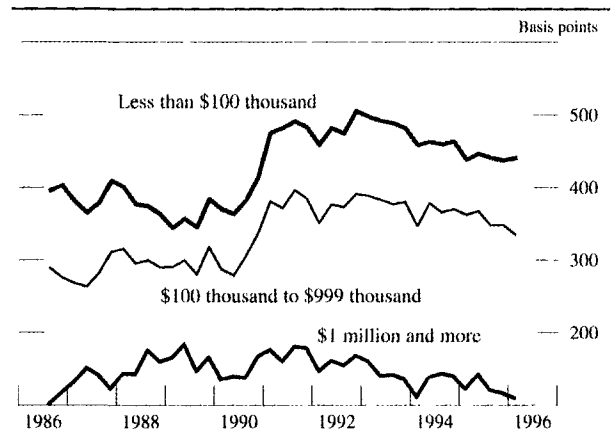 Basis points
Less than $100 thousand
500
400
300
$100 thousand to $999 thousand
$1 million and more
200
1986 1988 1990 1992 1994 1996